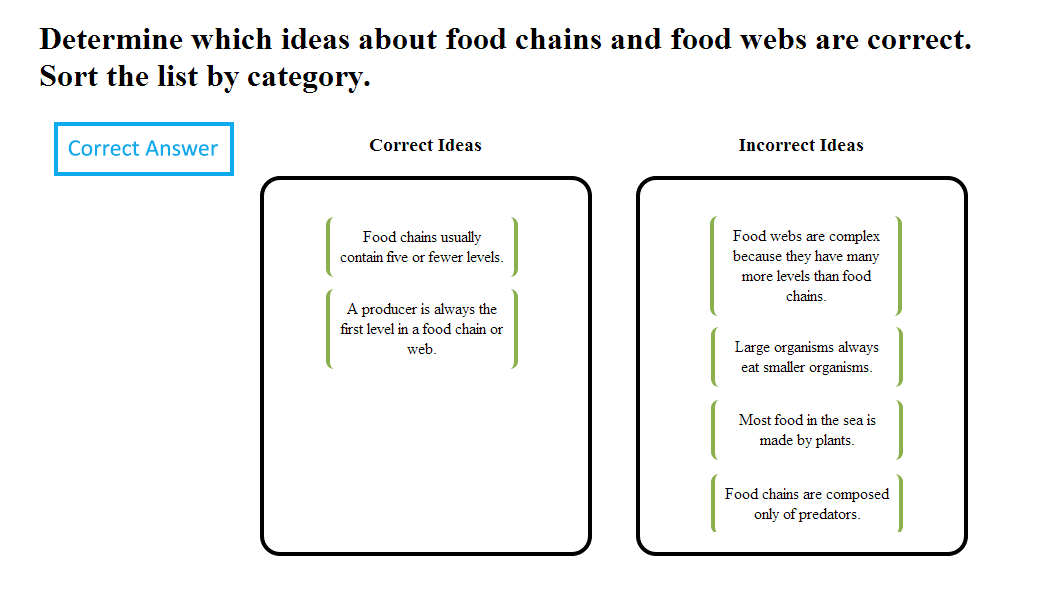 Determine which ideas about food chains and food webs are correct.
Sort the list by category.
Correct Answer
Correct Ideas
Incorrect Ideas
Food chains usually
contain five or fewer levels.
A producer is always the
first level in a food chain or
web.
Food webs are complex
because they have many
more levels than food
chains.
Large organisms always
eat smaller organisms.
Most food in the sea is
made by plants.
Food chains are composed
only of predators.